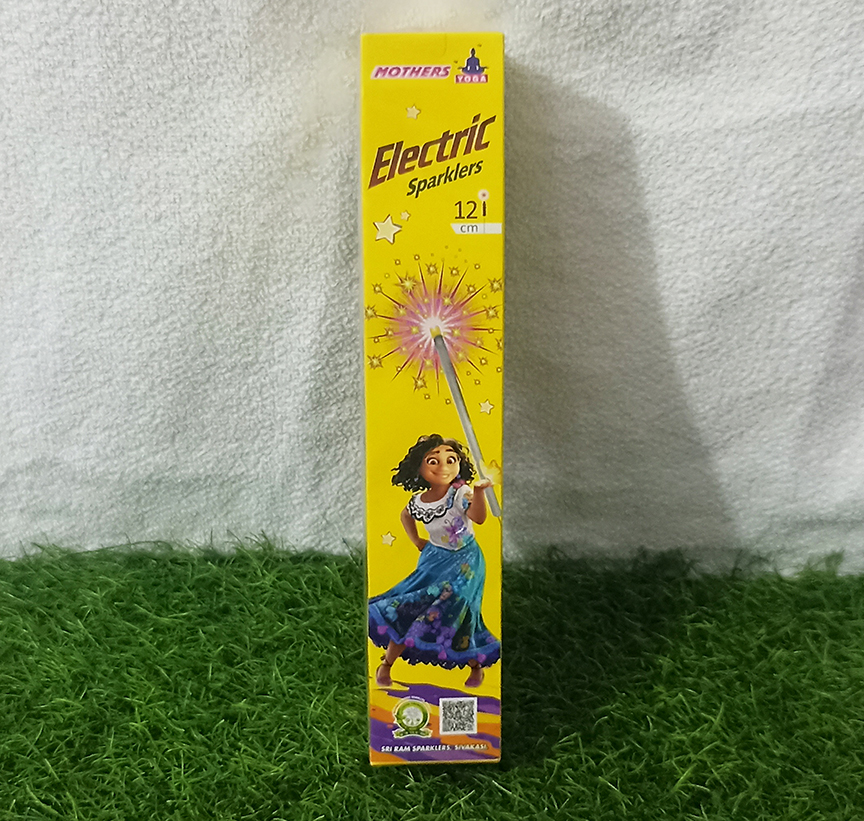 MOTHERS
YOGA
Electric
Sparklers
12
cm
SRI RAM SPARKLERS, SIVAKASI.